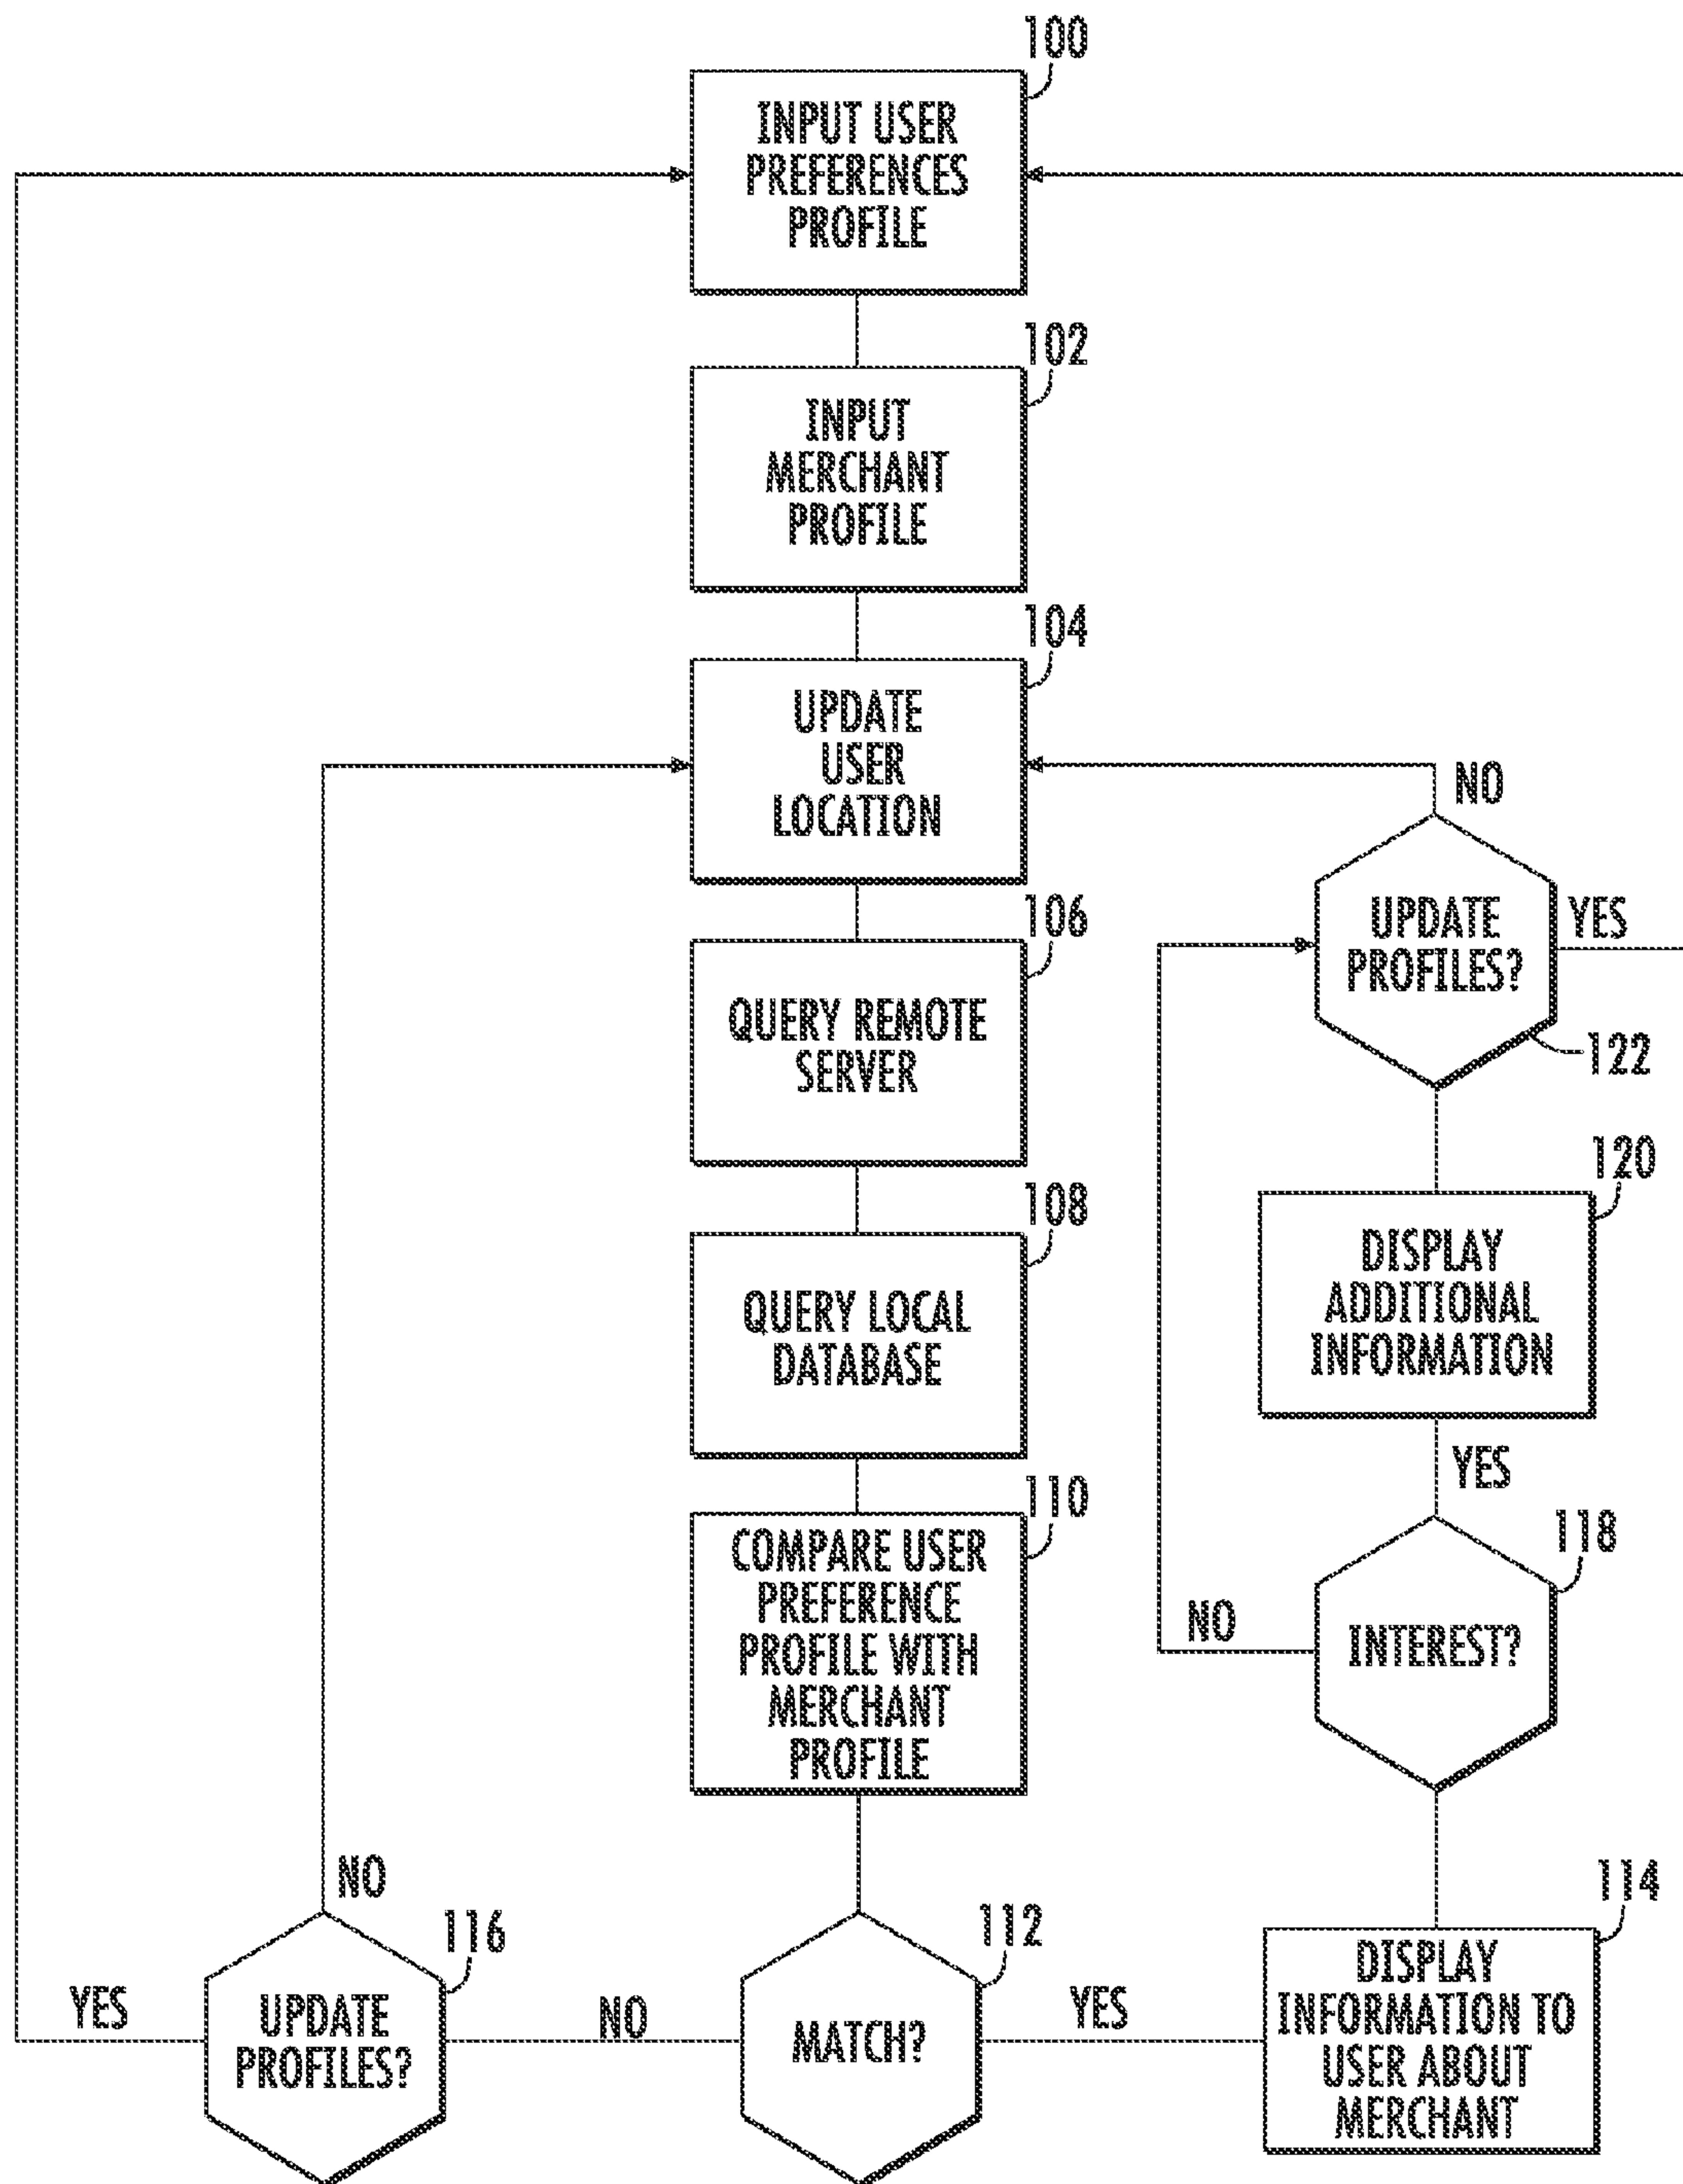 100
INPUT USER
PREFERENCES
PROFILE
102
INPUT
MERCHANT
PROFILE
104
UPDATE
USER
LOCATION
NO
106
UPDATE
PROFILES?
YES
122
QUERY REMOTE
SERVER
120
108
DISPLAY
ADDITIONAL
INFORMATION
QUERY LOCAL
DATABASE
YES
110
118
COMPARE USER
PREFERENCE
PROFILE WITH
MERCHANT
PROFILE
NO
INTEREST?
NO
116
112
114
YES
UPDATE
PROFILES?
NO
MATCH?
YES
DISPLAY
INFORMATION TO
USER ABOUT
MERCHANT